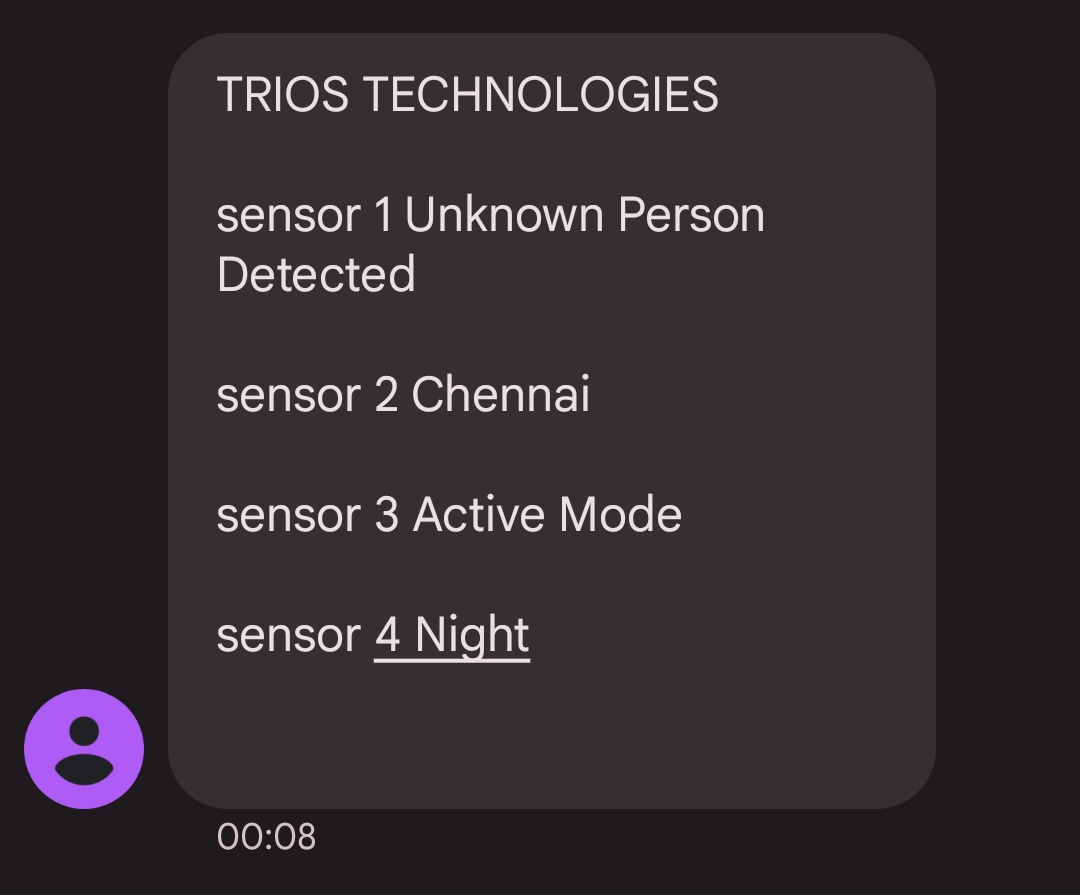 TRIOS TECHNOLOGIES
sensor 1 Unknown Person
Detected
sensor 2 Chennai
sensor 3 Active Mode
sensor 4 Night
00:08